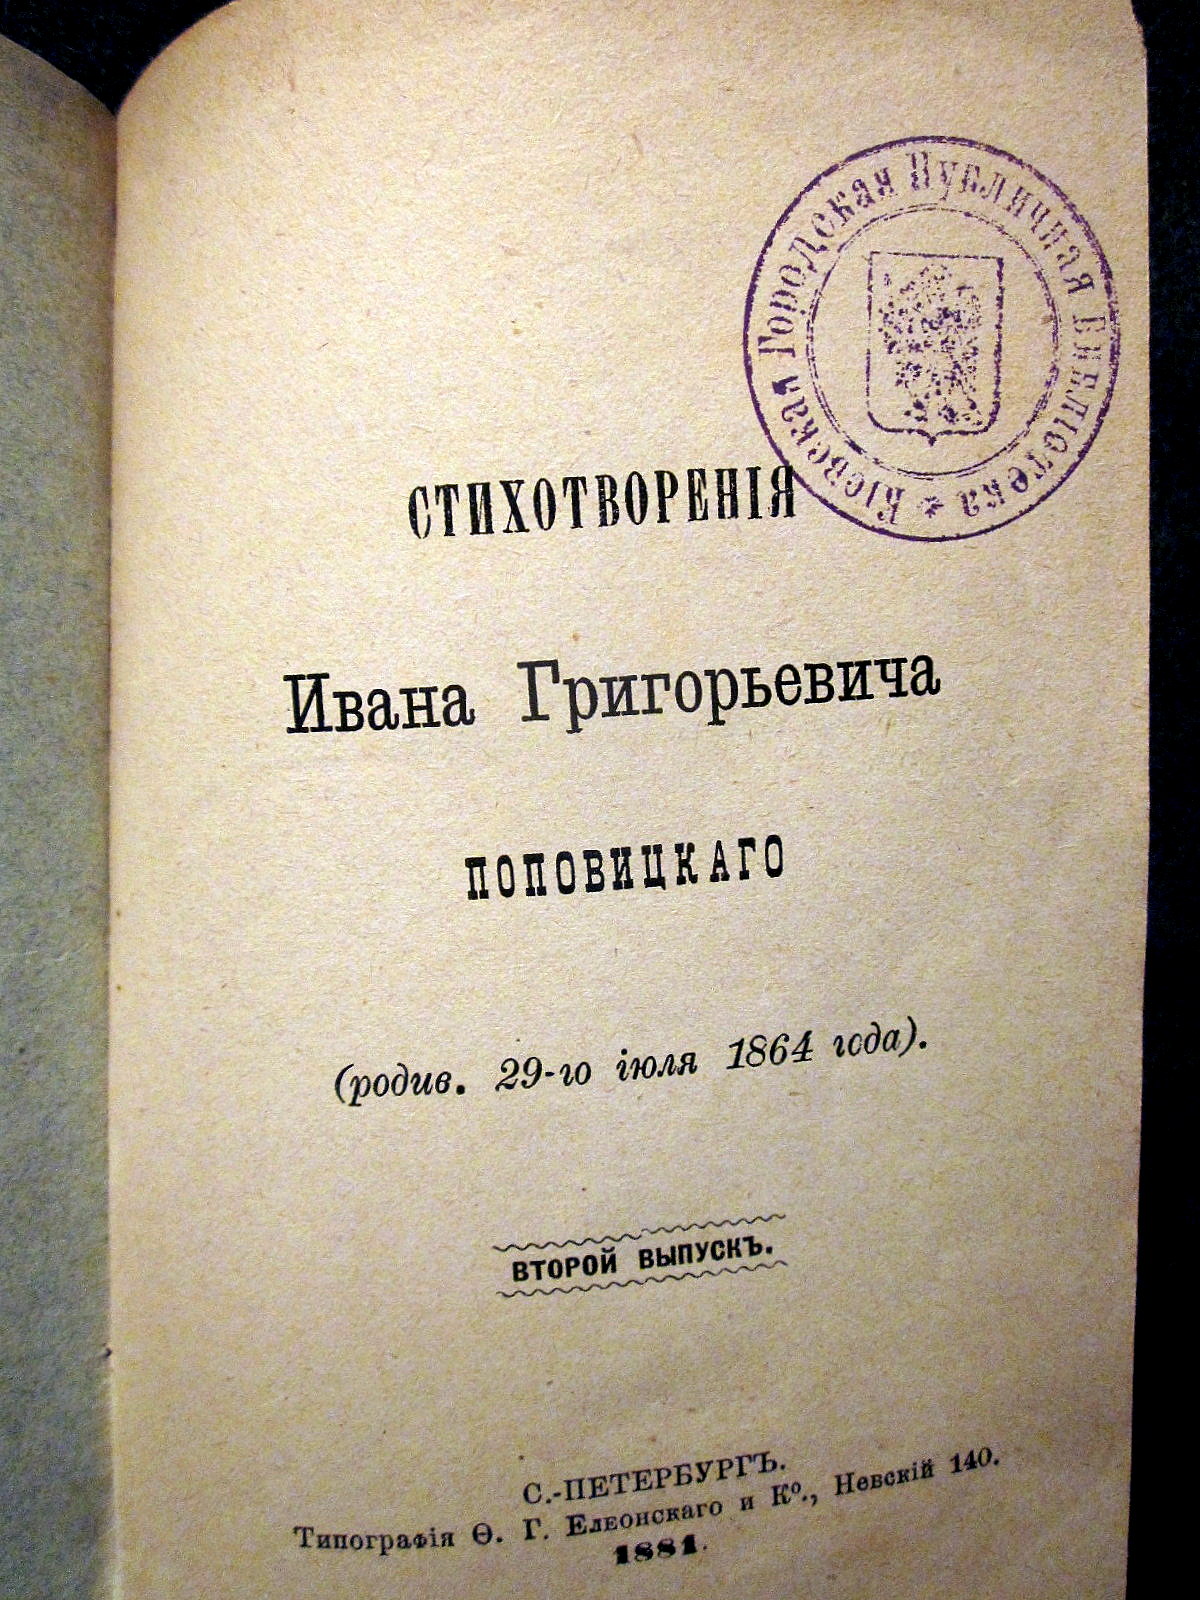 Кіевская Городская Публичная Библіотека *
СТИХОТВОРЕНІЯ
Ивана Григорьевича
ПОПОВИЦКАГО
(родив. 29-го іюля 1864 года).
ВТОРОЙ ВЫПУСКЪ.
С.-ПЕТЕРБУРГЪ.
Типографія Ѳ. Г. Елеонскаго и Ко., Невскій 140.
1881.